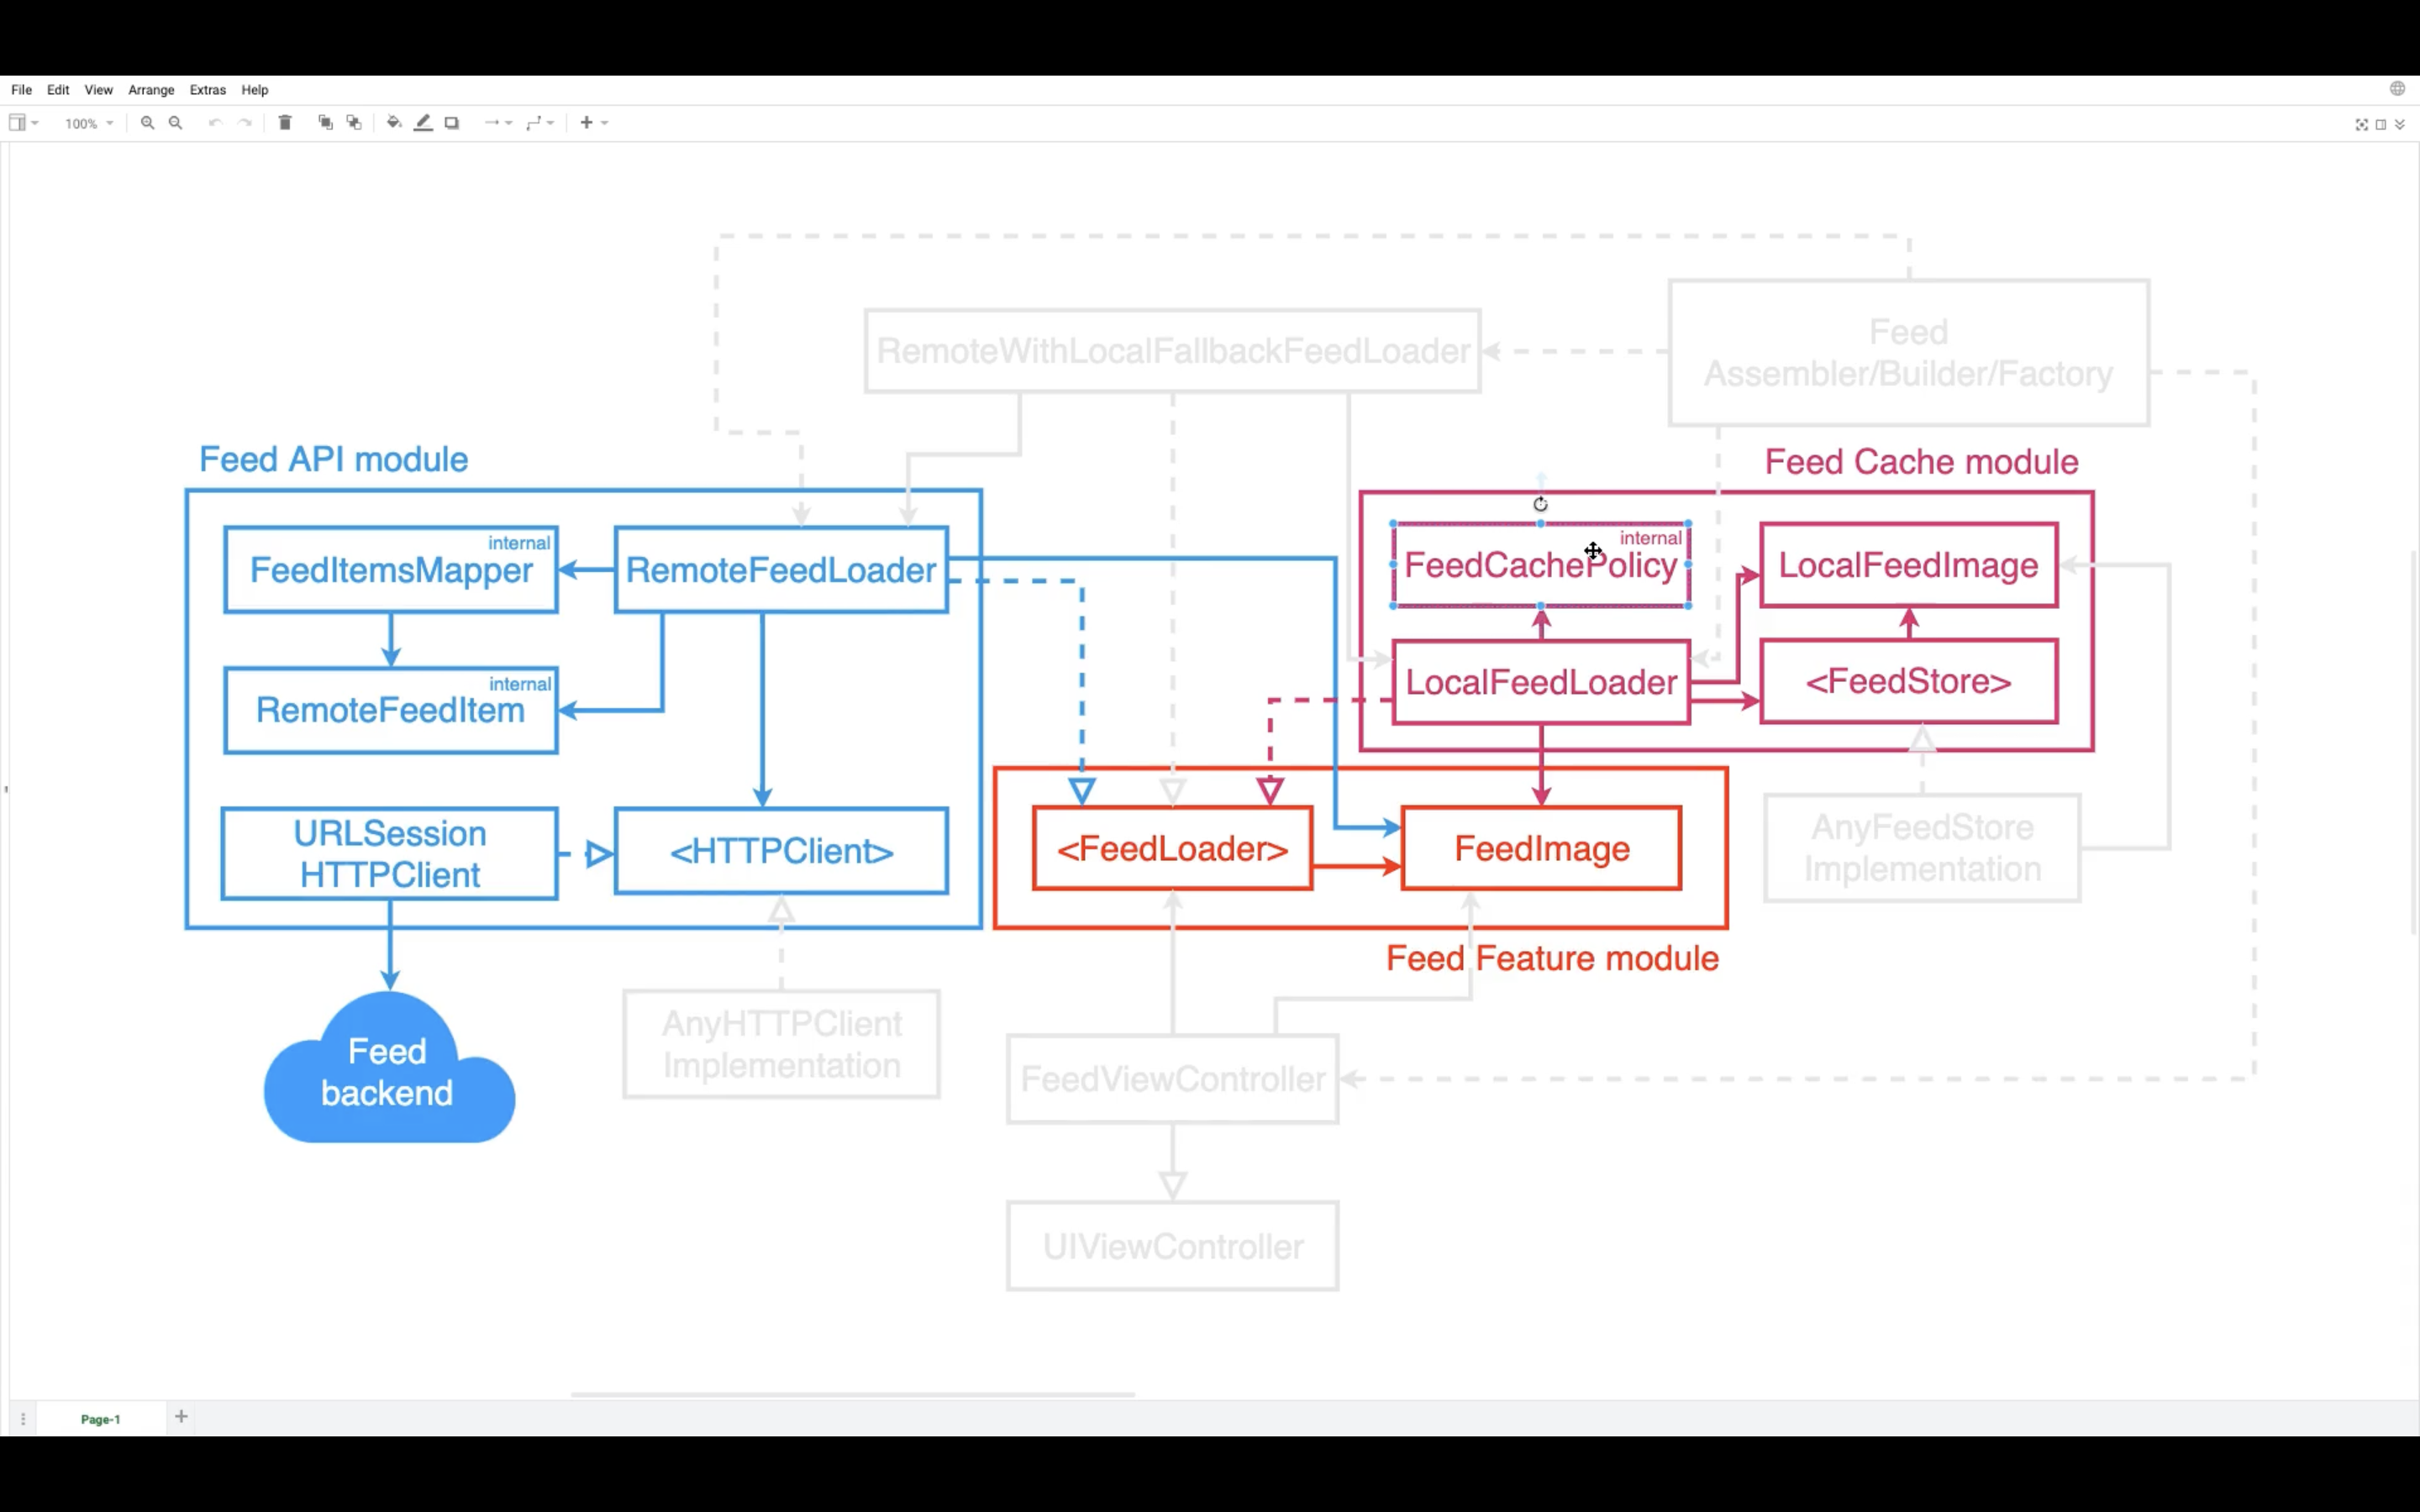 File Edit View Arrange Extras Help
100%
RemoteWithLocalFallbackFeedLoader
Feed
Assembler/Builder/Factory
Feed API module
Feed Cache module
internal
FeedItemsMapper
RemoteFeedLoader
internal
FeedCachePolicy
LocalFeedImage
internal
RemoteFeedItem
LocalFeedLoader
<FeedStore>
URLSession
HTTPClient
<HTTPClient>
<FeedLoader>
FeedImage
AnyFeedStore
Implementation
Feed Feature module
Feed
backend
AnyHTTPClient
Implementation
FeedViewController
UIViewController
Page-1